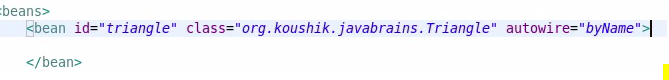 <beans>
<bean id="triangle" class="org.koushik.javabrains.Triangle" autowire="byName">
</bean>